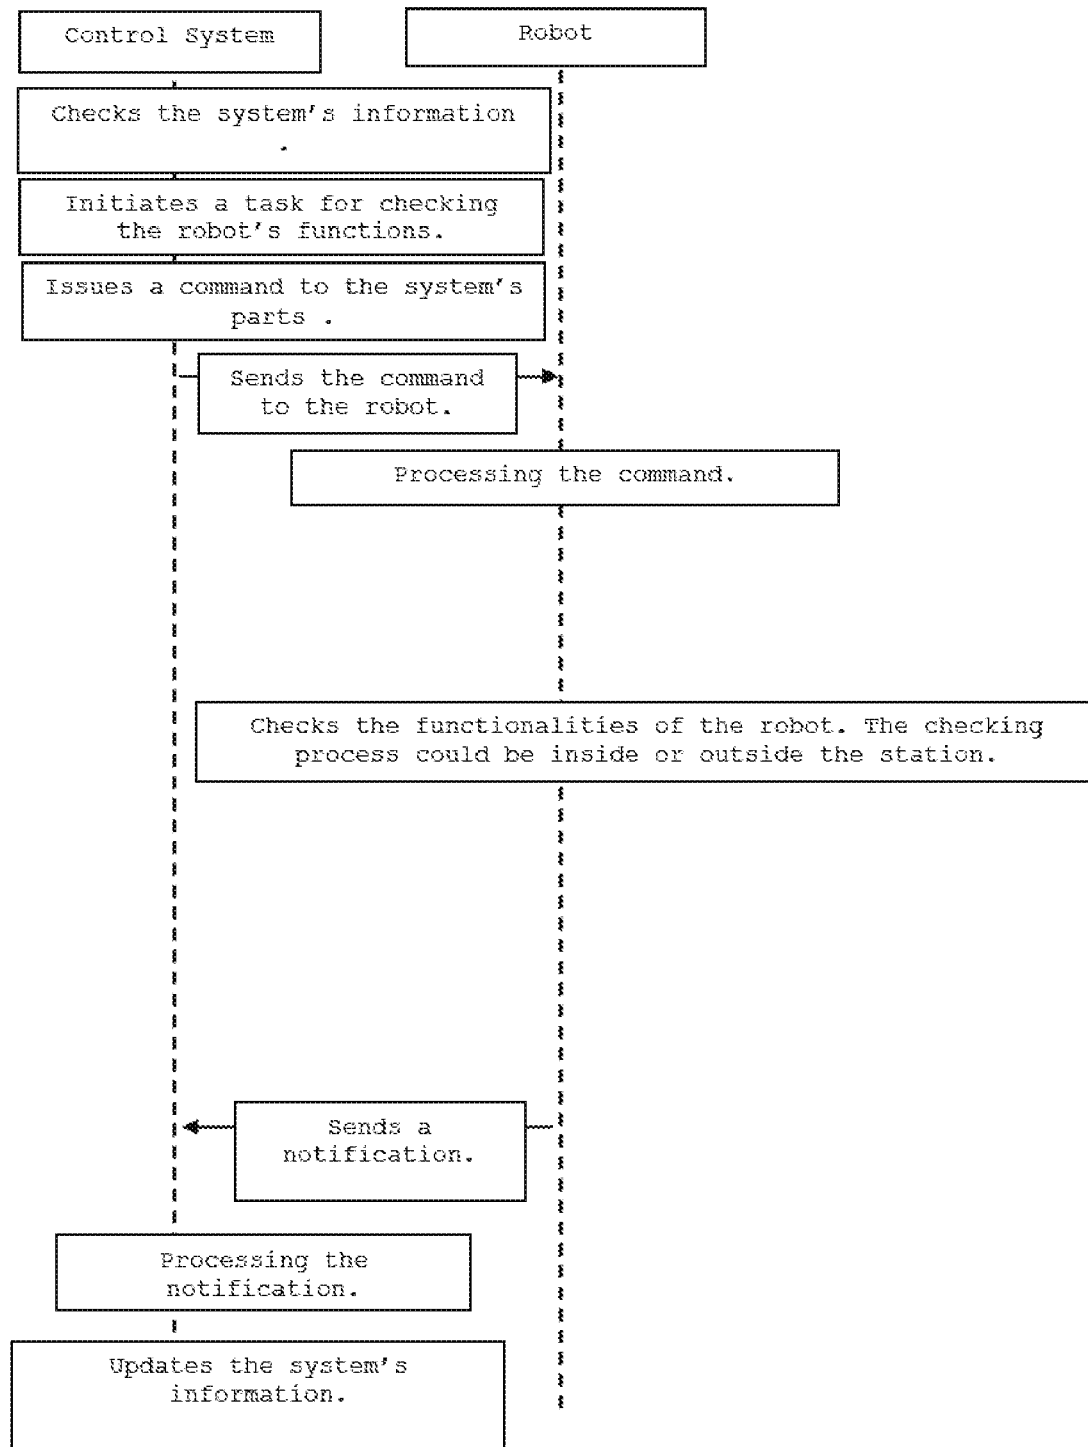 Control System
Robot
Checks the system's information
.
Initiates a task for checking
the robot's functions.
Issues a command to the system's
parts .
Sends the command
to the robot.
Processing the command.
Checks the functionalities of the robot. The checking
process could be inside or outside the station.
Sends a
notification.
Processing the
notification.
Updates the system's
information.